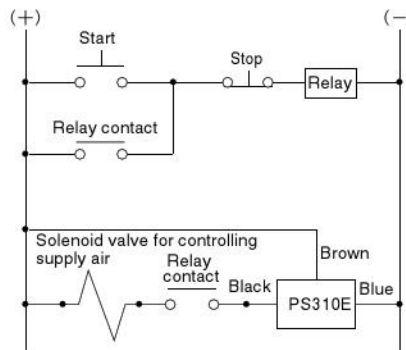 (+)
(−)
Start
Stop
Relay
Relay contact
Solenoid valve for controlling
supply air
Relay
contact
Brown
Black
Blue
PS310E